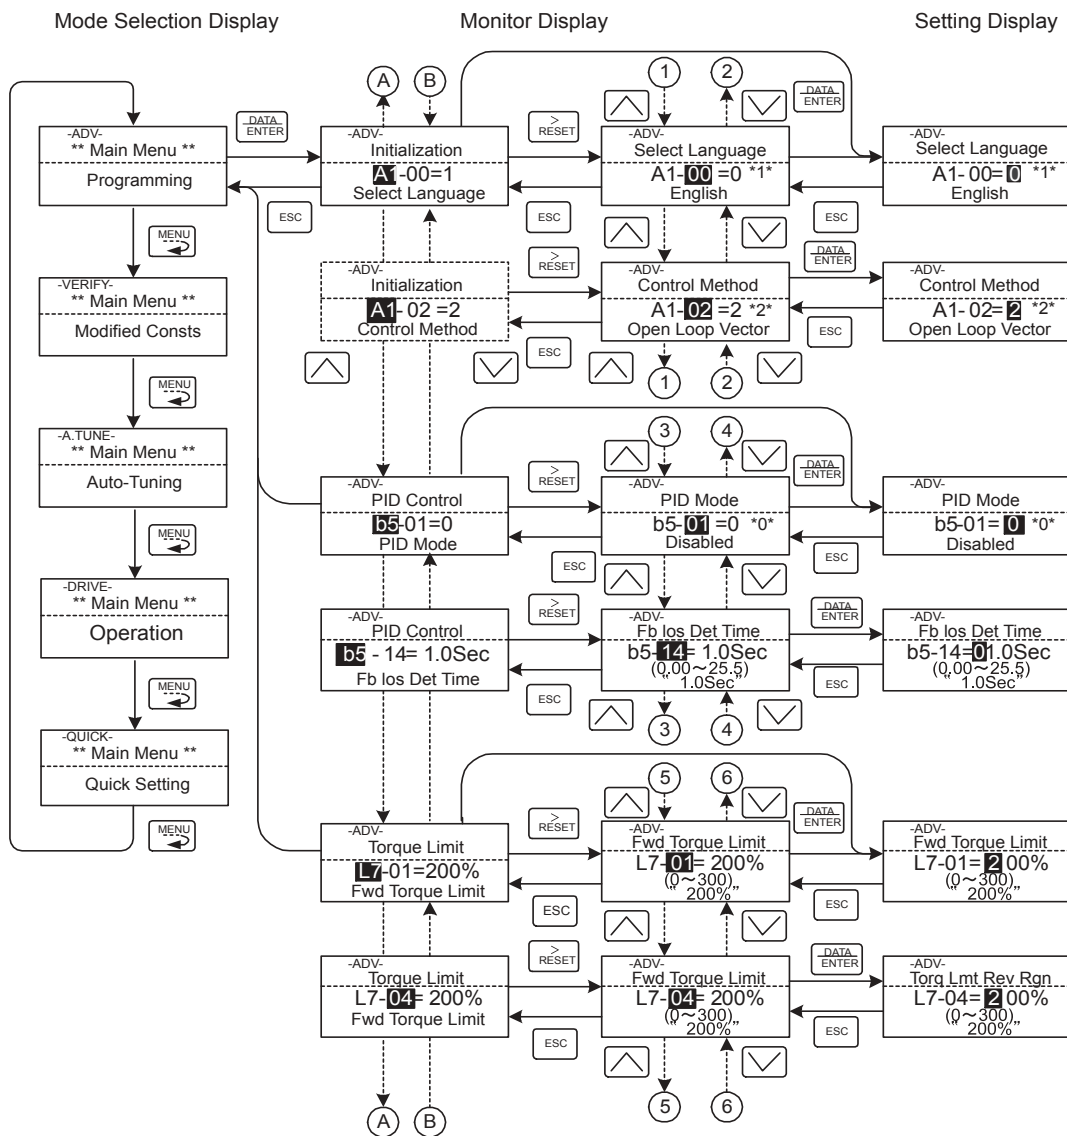 Mode Selection Display Monitor Display Setting Display
A B 1 2
DATA ENTER
-ADV-
** Main Menu **
Programming
DATA ENTER
-ADV-
Initialization
A1-00=1
Select Language
> RESET
-ADV-
Select Language
A1-00 =0 *1*
English
-ADV-
Select Language
A1- 00= 0 *1*
English
ESC
ESC
ESC
MENU
-VERIFY-
** Main Menu **
Modified Consts
-ADV-
Initialization
A1- 02 =2
Control Method
> RESET
-ADV-
Control Method
A1-02 =2 *2*
Open Loop Vector
DATA ENTER
-ADV-
Control Method
A1- 02= 2 *2*
Open Loop Vector
ESC
ESC
1 2
MENU
-A.TUNE-
** Main Menu **
Auto-Tuning
3 4
DATA ENTER
-ADV-
PID Control
b5-01=0
PID Mode
> RESET
-ADV-
PID Mode
b5-01 =0 *0*
Disabled
-ADV-
PID Mode
b5-01= 0 *0*
Disabled
ESC
ESC
MENU
-DRIVE-
** Main Menu **
Operation
-ADV-
PID Control
b5 - 14= 1.0Sec
Fb los Det Time
> RESET
-ADV-
Fb los Det Time
b5-14= 1.0Sec
(0.00~25.5)
“ 1.0Sec”
DATA ENTER
-ADV-
Fb los Det Time
b5-14=01.0Sec
(0.00~25.5)
“ 1.0Sec”
ESC
ESC
3 4
MENU
-QUICK-
** Main Menu **
Quick Setting
MENU
5 6
DATA ENTER
-ADV-
Torque Limit
L7-01=200%
Fwd Torque Limit
> RESET
-ADV-
Fwd Torque Limit
L7-01= 200%
(0~300)
“ 200%”
-ADV-
Fwd Torque Limit
L7-01= 2 00%
(0~300)
“ 200%”
ESC
ESC
-ADV-
Torque Limit
L7-04= 200%
Fwd Torque Limit
> RESET
-ADV-
Fwd Torque Limit
L7-04= 200%
(0~300)
“ 200%”
DATA ENTER
-ADV-
Torq Lmt Rev Rgn
L7-04= 2 00%
(0~300)
“ 200%”
ESC
ESC
A B 5 6